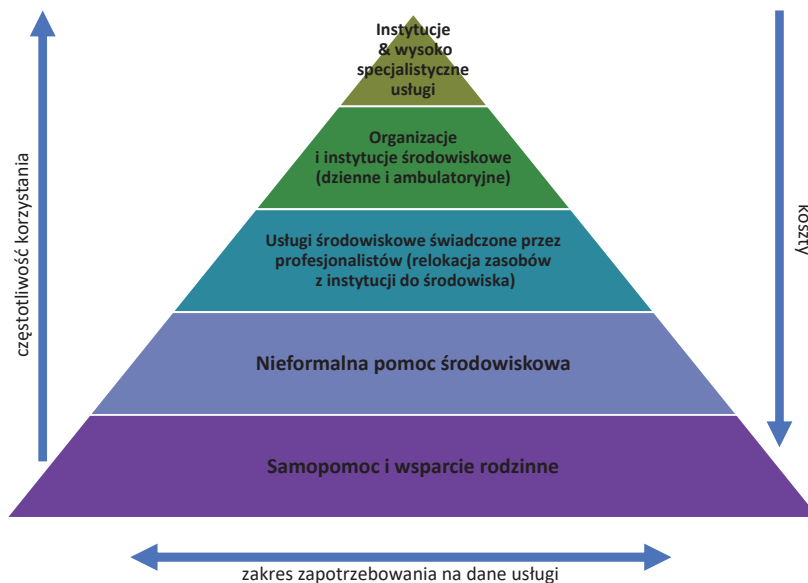 Instytucje
& wysoko
specjalistyczne
usługi
Organizacje
i instytucje środowiskowe
(dzienne i ambulatoryjne)
Usługi środowiskowe świadczone przez
profesjonalistów (relokacja zasobów
z instytucji do środowiska)
Nieformalna pomoc środowiskowa
Samopomoc i wsparcie rodzinne
częstotliwość korzystania
koszty
zakres zapotrzebowania na dane usługi